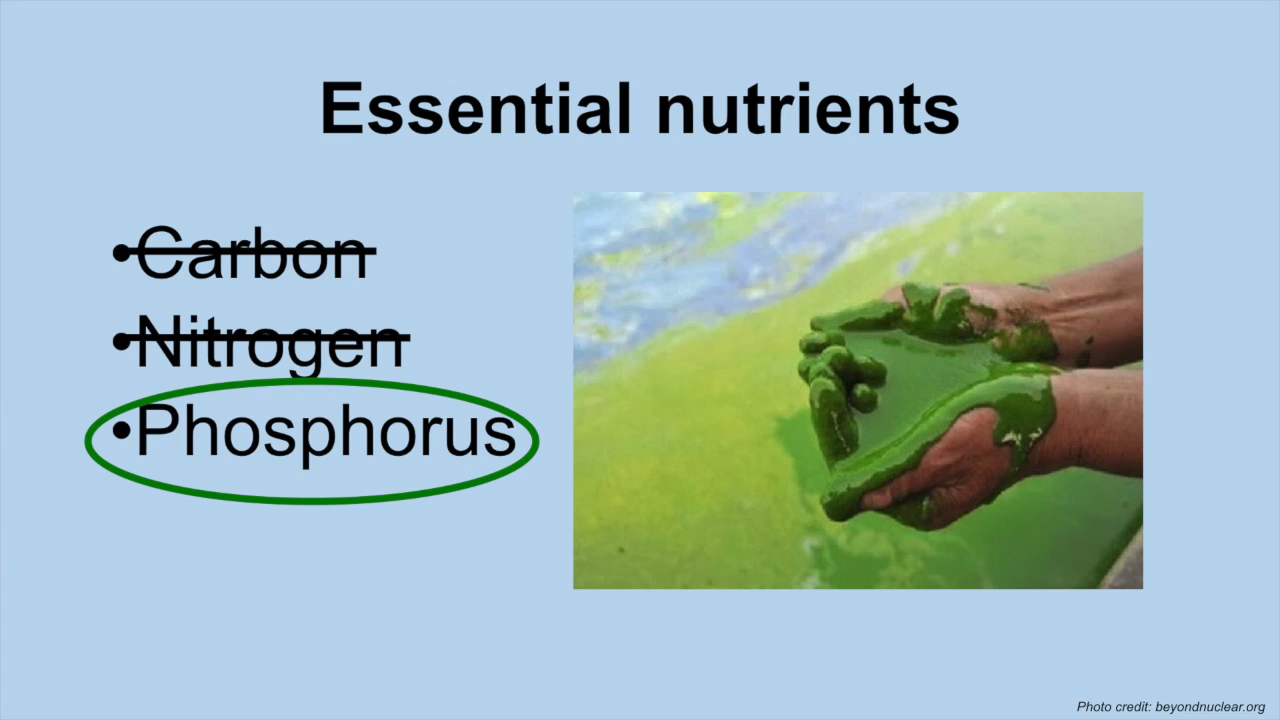 Essential nutrients
•Carbon
•Nitrogen
•Phosphorus
Photo credit: beyondnuclear.org